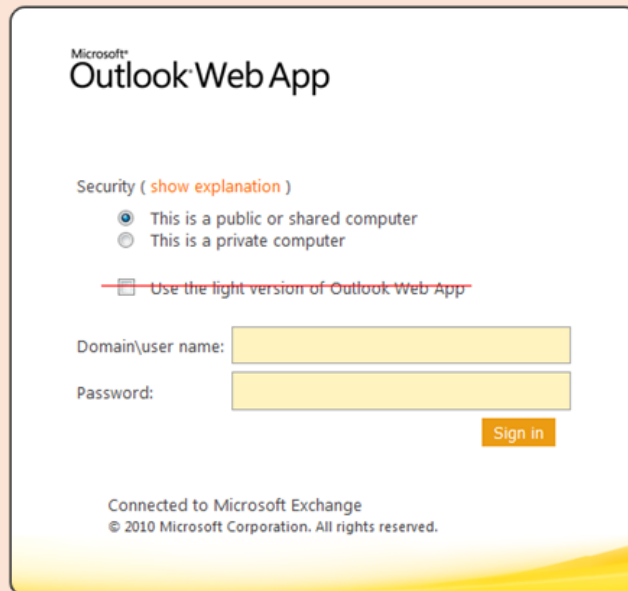 Microsoft®
Outlook® Web App
Security ( show explanation )
This is a public or shared computer
This is a private computer
Use the light version of Outlook Web App
Domain\user name:
Password:
Sign in
Connected to Microsoft Exchange
© 2010 Microsoft Corporation. All rights reserved.